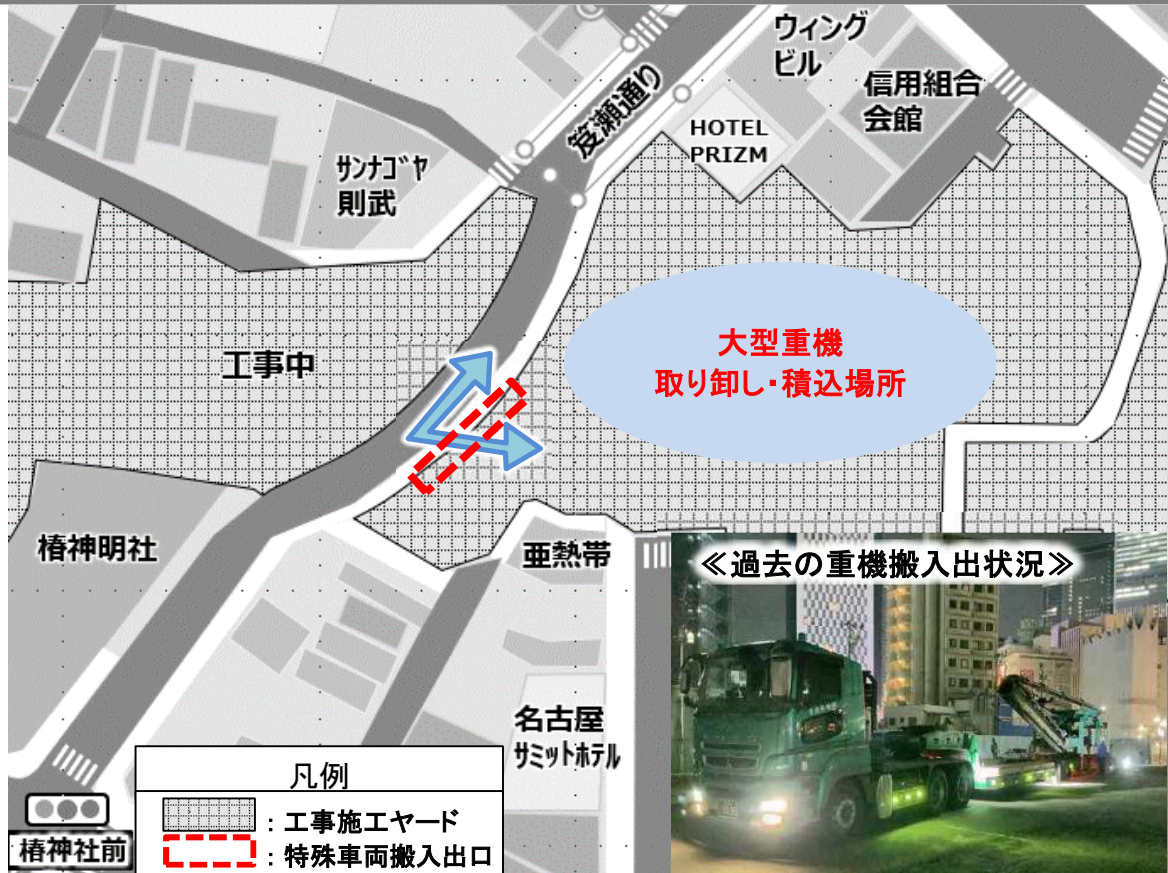 ウィング
ビル
信用組合
会館
笈瀬通り
HOTEL
PRIZM
サンナゴヤ
則武
大型重機
取り卸し・積込場所
工事中
椿神明社
亜熱帯
≪過去の重機搬入出状況≫
名古屋
サミットホテル
凡例
：工事施工ヤード
：特殊車両搬入出口
椿神社前